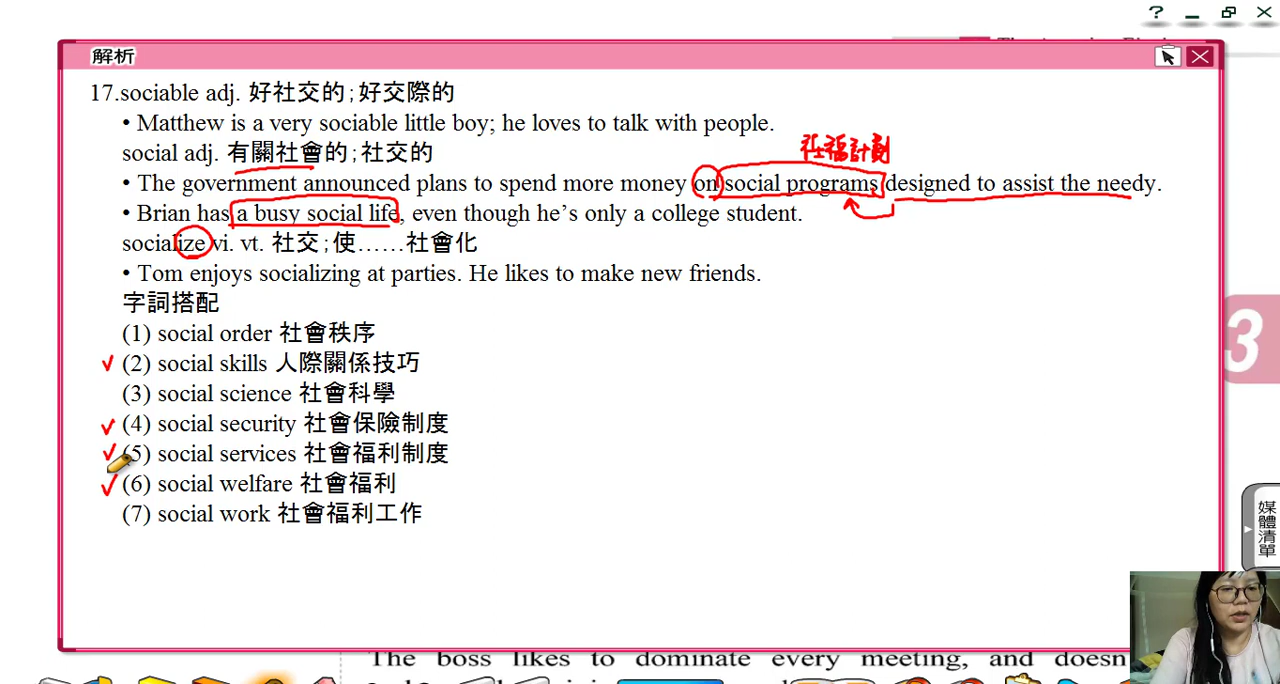 ?
解析
17.sociable adj. 好社交的;好交際的
• Matthew is a very sociable little boy; he loves to talk with people.
社福計劃
social adj. 有關社會的;社交的
• The government announced plans to spend more money on social programs designed to assist the needy.
• Brian has a busy social life, even though he's only a college student.
socialize vi. vt. 社交;使……社會化
• Tom enjoys socializing at parties. He likes to make new friends.
字詞搭配
(1) social order 社會秩序
(2) social skills 人際關係技巧
(3) social science 社會科學
(4) social security 社會保險制度
(5) social services 社會福利制度
(6) social welfare 社會福利
(7) social work 社會福利工作
3
媒體清單
The boss likes to dominate every meeting, and doesn